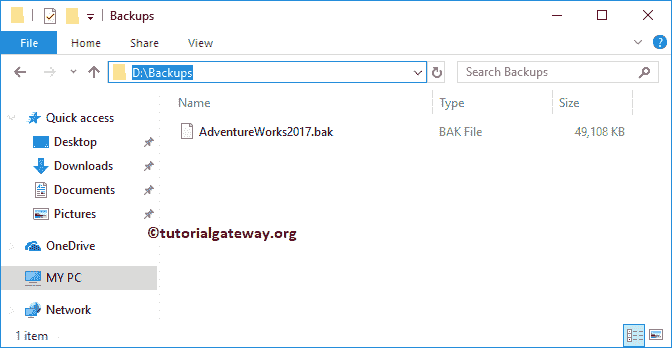 Backups
File Home Share View
D:\Backups
Search Backups
Name Type Size
Quick access
AdventureWorks2017.bak BAK File 49,108 KB
Desktop
Downloads
Documents
Pictures
©tutorialgateway.org
OneDrive
MY PC
Network
1 item